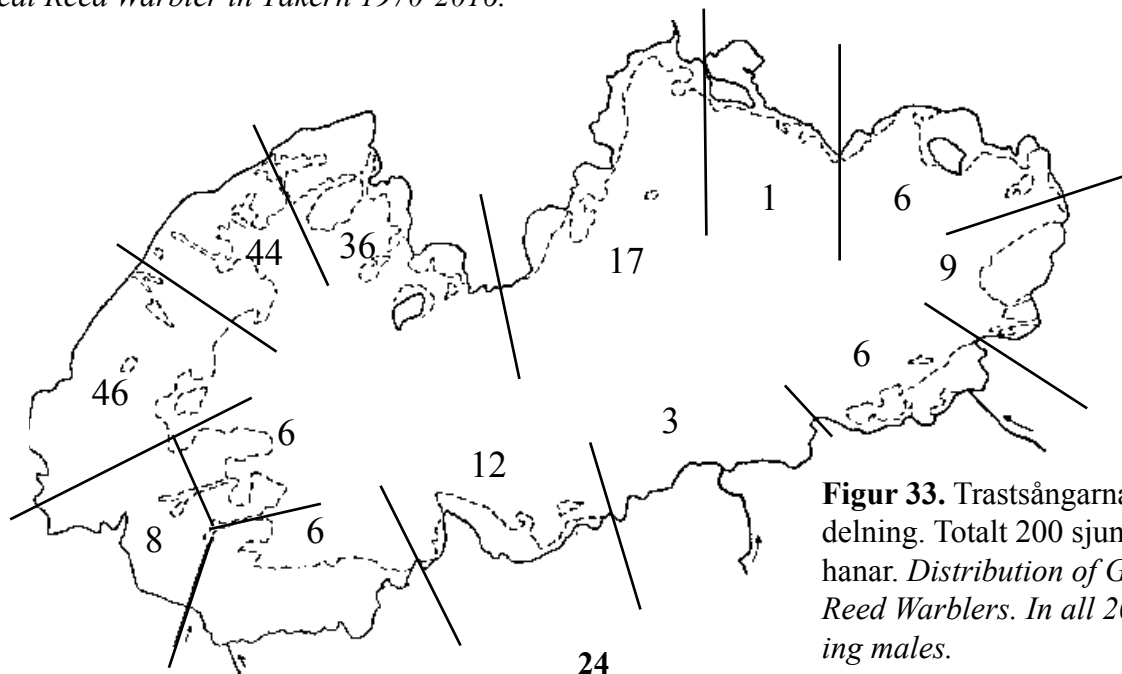 eat Reed Warbler in Tåkern 1970-2010.
1
6
44
36
17
9
6
46
6
3
12
8
6
Figur 33. Trastsångarna
delning. Totalt 200 sjun
hanar. Distribution of G
Reed Warblers. In all 20
ing males.
24